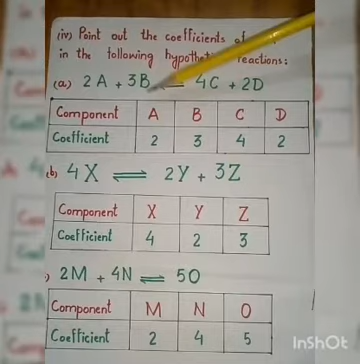 (iv) Point out the coefficients of
in the following hypothet reactions:
(a) 2A + 3B 4C + 2D
Component A B C D
Coefficient 2 3 4 2
(b) 4X ⇌ 2Y + 3Z
Component X Y Z
Coefficient 4 2 3
) 2M + 4N ⇌ 5O
Component M N O
Coefficient 2 4 5
InShOt